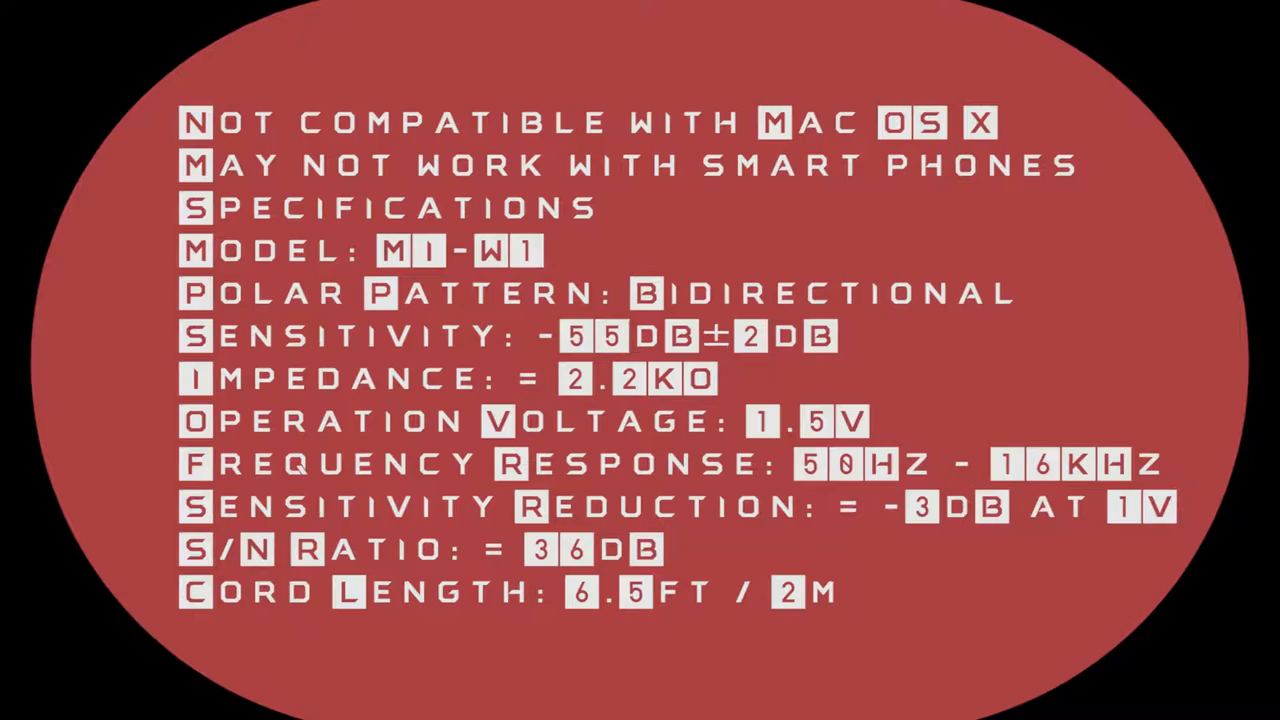 Not compatible with Mac OS X
May not work with smart phones
Specifications
Model: MI-W1
Polar Pattern: Bidirectional
Sensitivity: -55dB±2dB
Impedance: = 2.2KO
Operation Voltage: 1.5V
Frequency Response: 50Hz - 16KHz
Sensitivity Reduction: = -3dB at 1V
S/N Ratio: = 36dB
Cord Length: 6.5ft / 2m